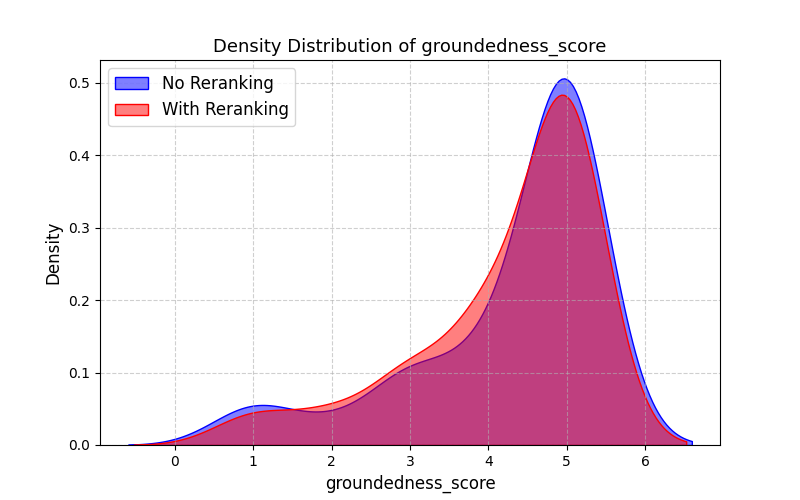 Density Distribution of groundedness_score
No Reranking
With Reranking
Density
0.5
0.4
0.3
0.2
0.1
0.0
0 1 2 3 4 5 6
groundedness_score